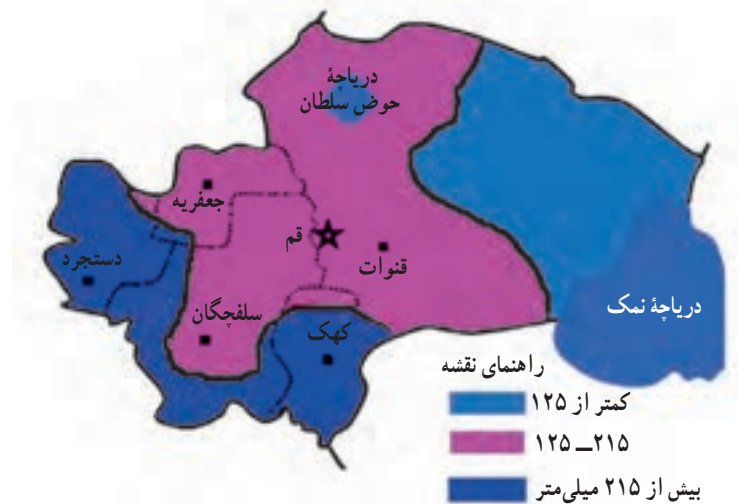 دریاچهٔ
حوض سلطان
جعفریه
قم
قنوات
دستجرد
سلفچگان
کهک
دریاچهٔ نمک
راهنمای نقشه
کمتر از ۱۲۵
۲۱۵ــ ۱۲۵
بیش از ۲۱۵ میلی‌متر